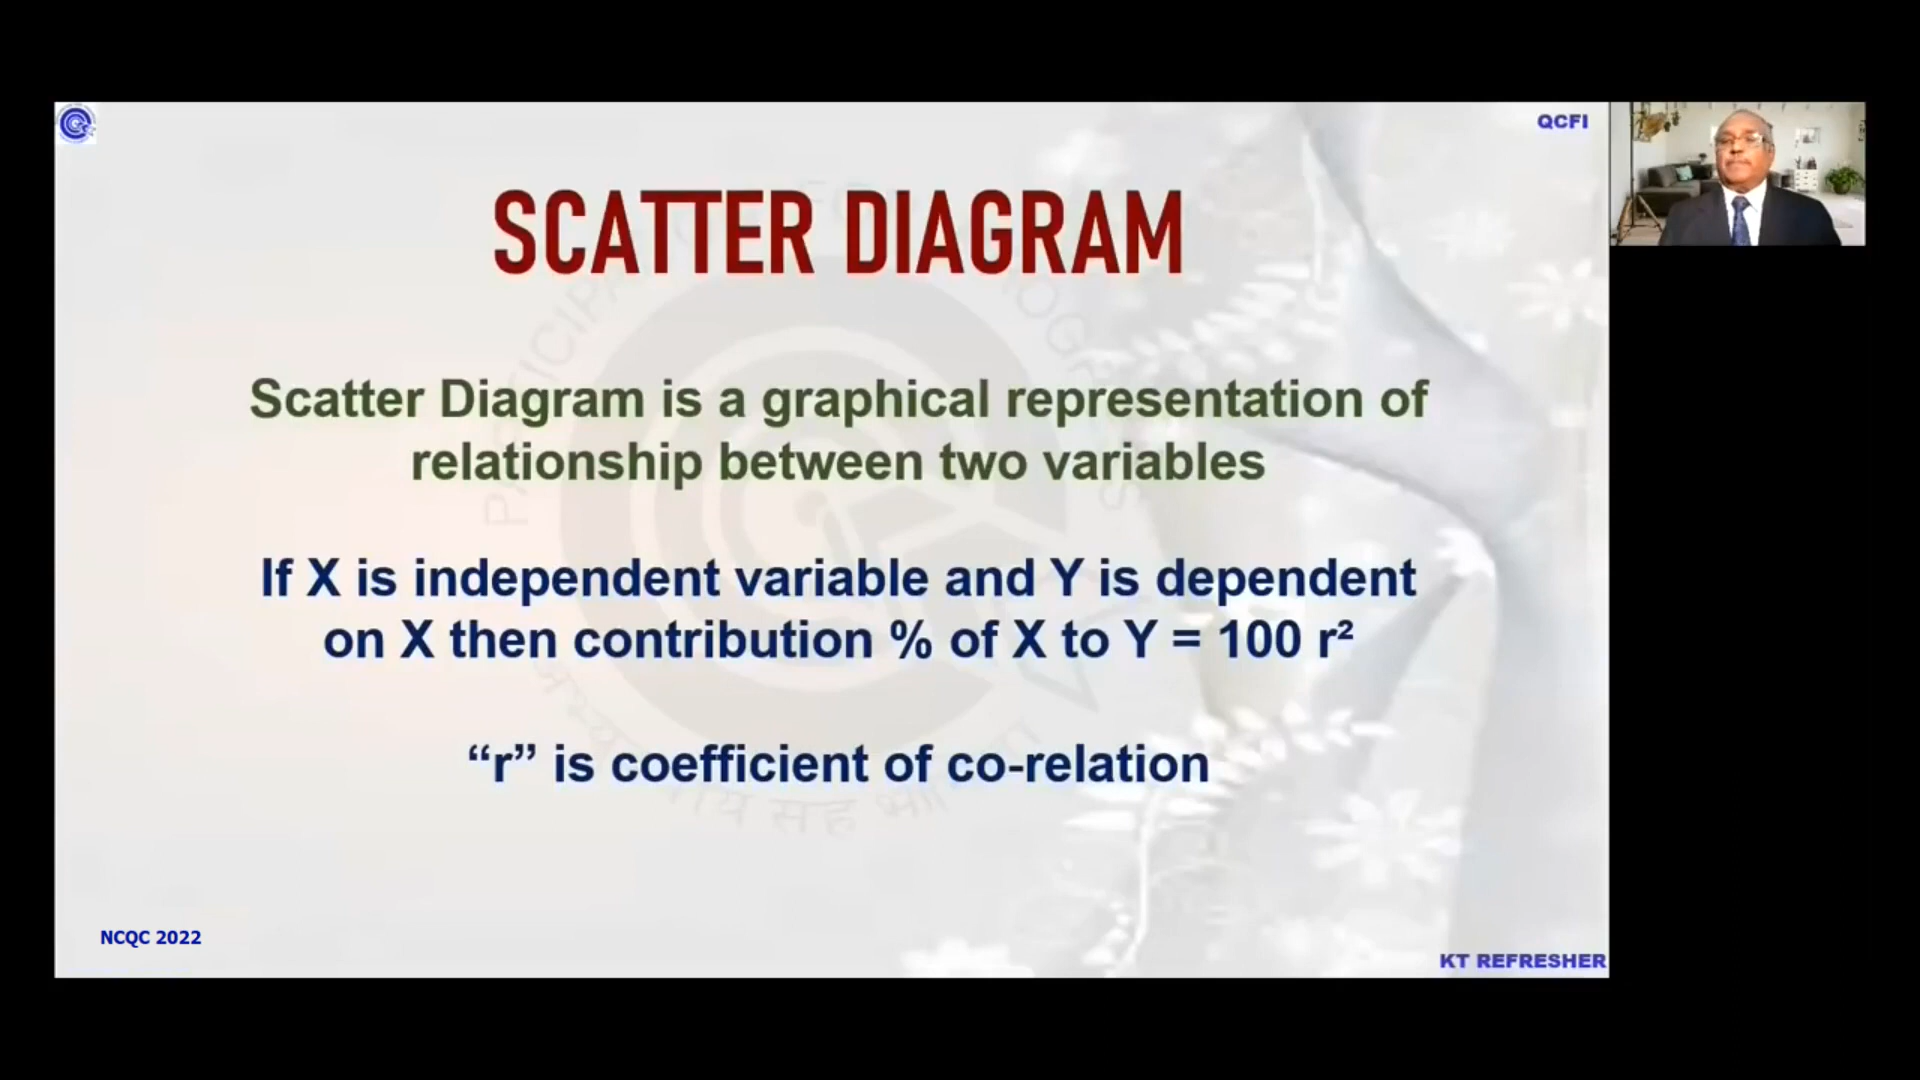 QCFI
SCATTER DIAGRAM
Scatter Diagram is a graphical representation of
relationship between two variables
If X is independent variable and Y is dependent
on X then contribution % of X to Y = 100 r²
“r” is coefficient of co-relation
NCQC 2022
KT REFRESHER